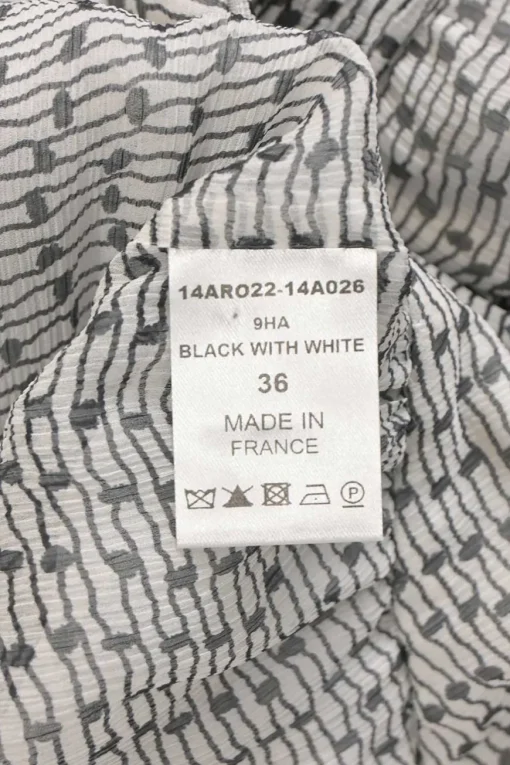 14ARO22-14A026
9HA
BLACK WITH WHITE
36
MADE IN
FRANCE
P